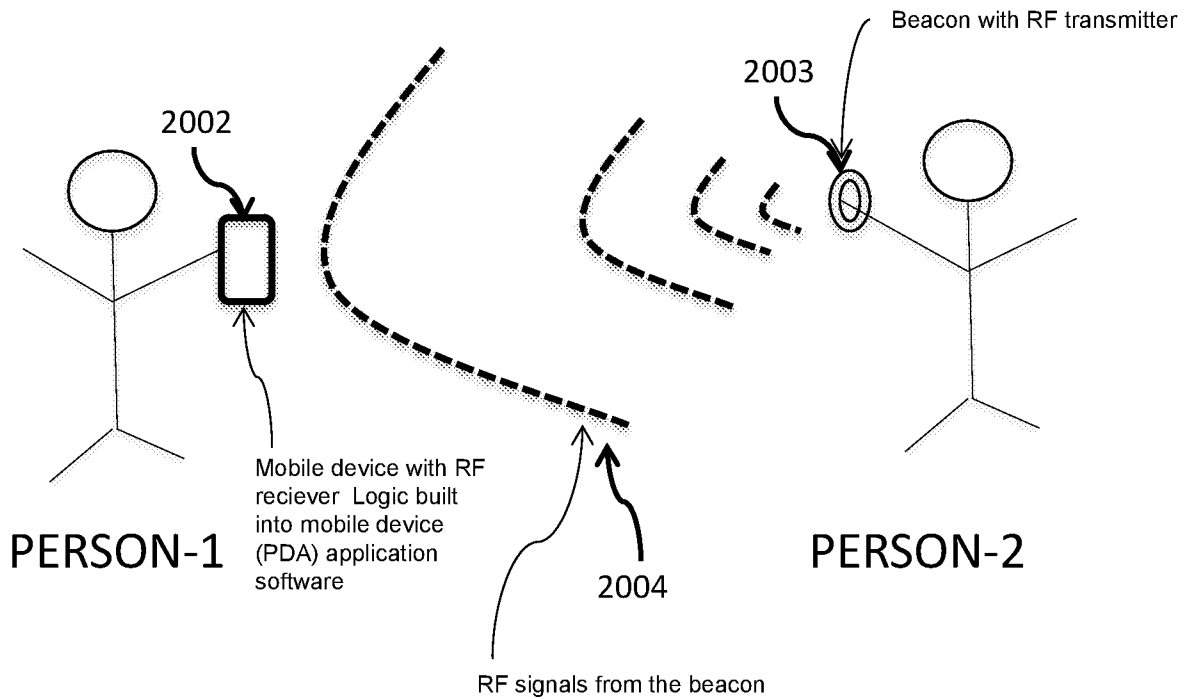 Beacon with RF transmitter
2003
2002
Mobile device with RF
reciever  Logic built
into mobile device
(PDA) application
software
PERSON-1
PERSON-2
2004
RF signals from the beacon